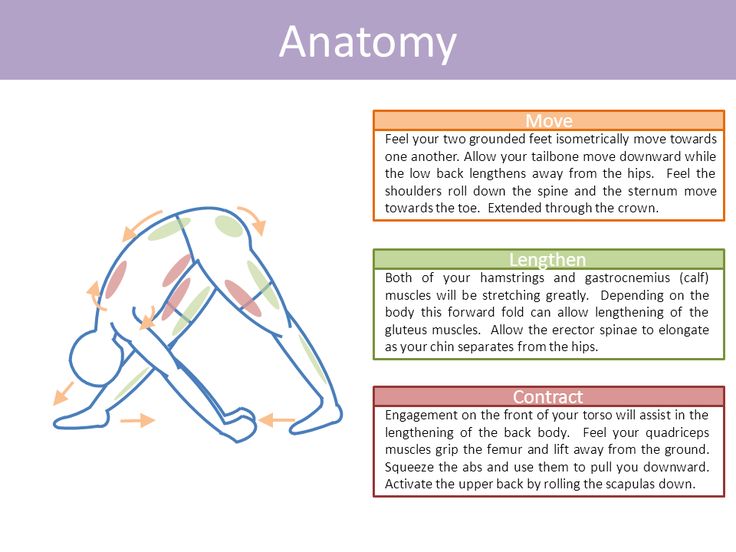 Anatomy
Move
Feel your two grounded feet isometrically move towards
one another. Allow your tailbone move downward while
the low back lengthens away from the hips. Feel the
shoulders roll down the spine and the sternum move
towards the toe. Extended through the crown.
Lengthen
Both of your hamstrings and gastrocnemius (calf)
muscles will be stretching greatly. Depending on the
body this forward fold can allow lengthening of the
gluteus muscles. Allow the erector spinae to elongate
as your chin separates from the hips.
Contract
Engagement on the front of your torso will assist in the
lengthening of the back body. Feel your quadriceps
muscles grip the femur and lift away from the ground.
Squeeze the abs and use them to pull you downward.
Activate the upper back by rolling the scapulas down.